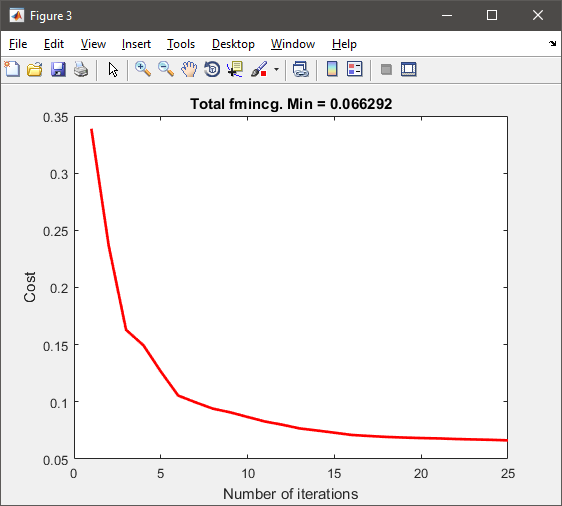 Figure 3
File Edit View Insert Tools Desktop Window Help
Total fmincg. Min = 0.066292
0.35
0.3
0.25
0.2
0.15
0.1
0.05
Cost
0 5 10 15 20 25
Number of iterations